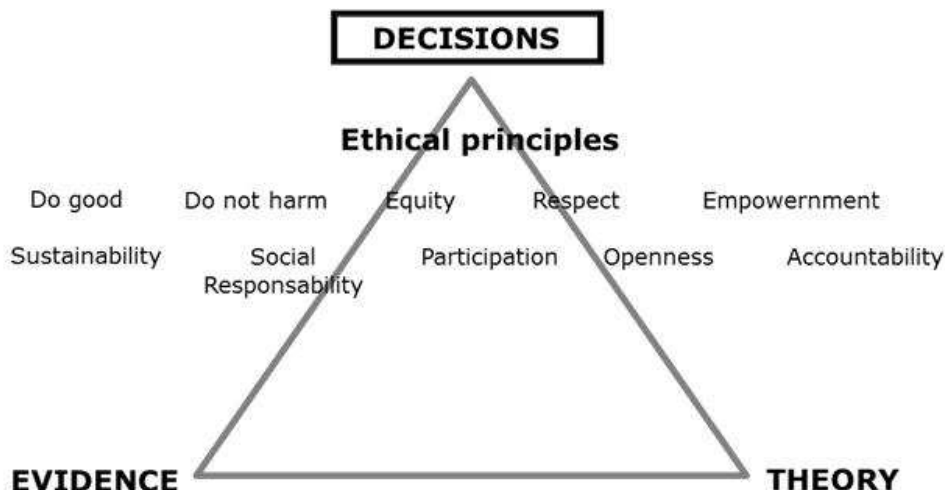 DECISIONS
Ethical principles
Do good Do not harm Equity Respect Empowernment
Sustainability Social Participation Openness Accountability
Responsability
EVIDENCE THEORY